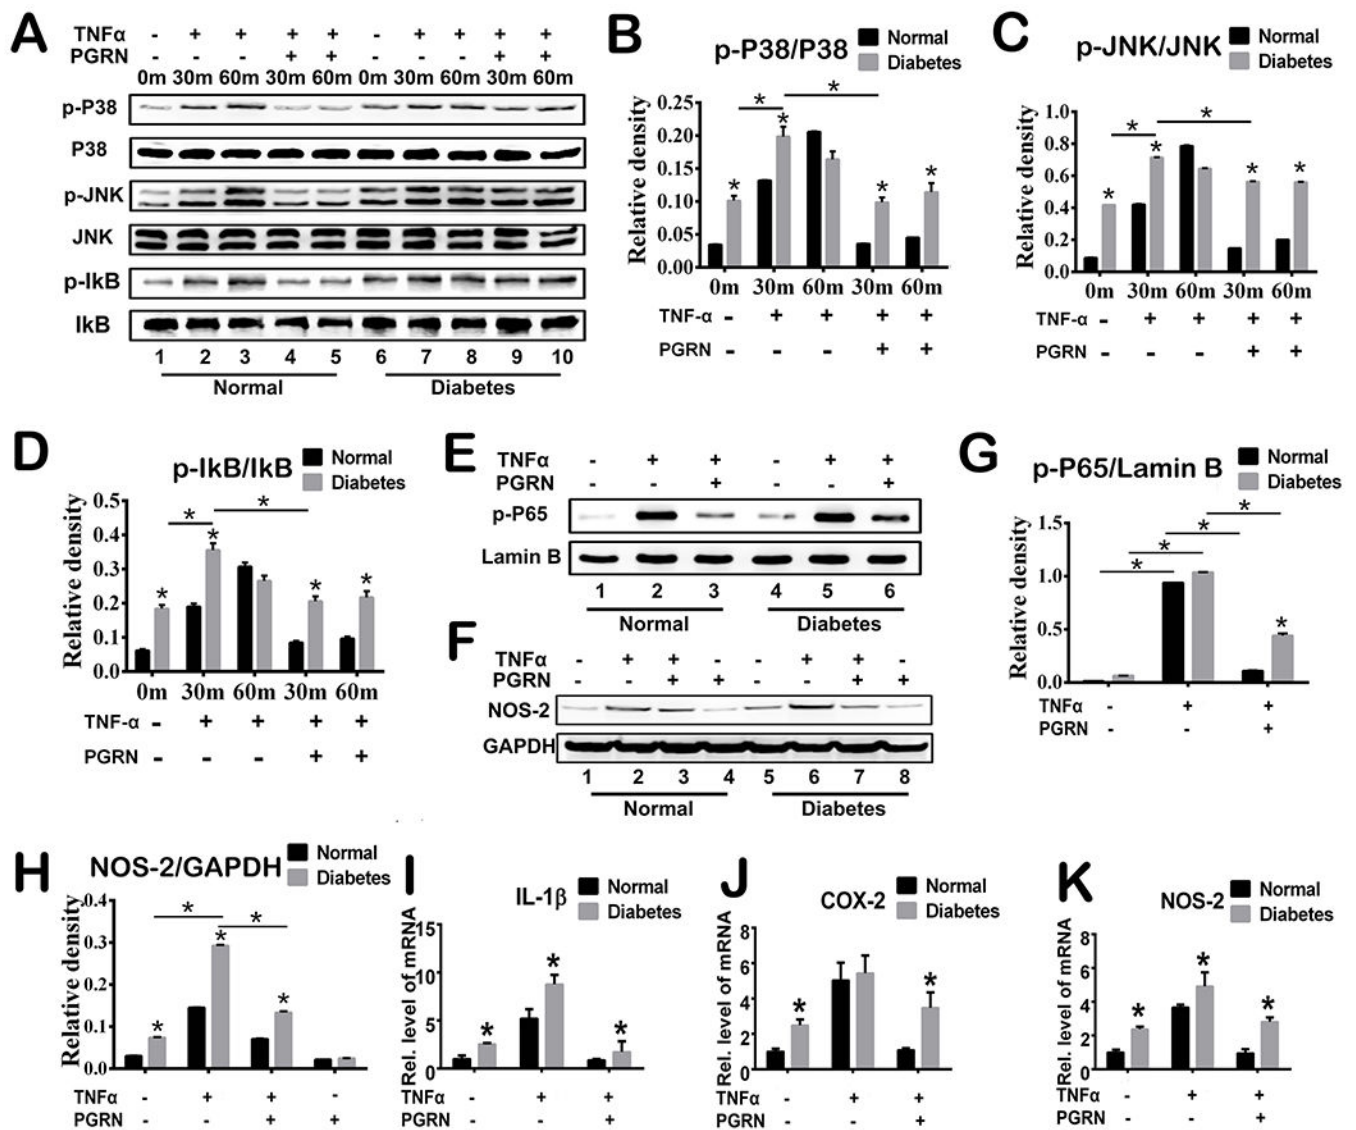 A
TNFα - + + + + - + + + +
PGRN + + + +
0m 30m 60m 30m 60m 0m 30m 60m 30m 60m
p-P38
P38
p-JNK
JNK
p-IkB
IkB
1 2 3 4 5 6 7 8 9 10
Normal Diabetes
B
p-P38/P38
Normal
Diabetes
Relative density
0.25
0.20
0.15
0.10
0.05
0.00
* * * * * *
0m 30m 60m 30m 60m
TNF-α - + + + +
PGRN - - - + +
C
p-JNK/JNK
Normal
Diabetes
Relative density
1.0
0.8
0.6
0.4
0.2
0.0
* * * * * *
0m 30m 60m 30m 60m
TNF-α - + + + +
PGRN - - - + +
D
p-IkB/IkB
Normal
Diabetes
Relative density
0.5
0.4
0.3
0.2
0.1
0.0
* * * * * *
0m 30m 60m 30m 60m
TNF-α - + + + +
PGRN - - - + +
E
TNFα - + + - + +
PGRN - - + - - +
p-P65
Lamin B
1 2 3 4 5 6
Normal Diabetes
F
TNFα - + + - - + + -
PGRN - - + + - - + +
NOS-2
GAPDH
1 2 3 4 5 6 7 8
Normal Diabetes
G
p-P65/Lamin B
Normal
Diabetes
Relative density
1.5
1.0
0.5
0.0
* * * * *
TNFα - + +
PGRN - - +
H
NOS-2/GAPDH
Normal
Diabetes
Relative density
0.4
0.3
0.2
0.1
0.0
* * * * *
TNFα - + + -
PGRN - - + +
I
IL-1β
Normal
Diabetes
Rel. level of mRNA
15
10
5
0
* * *
TNFα - + +
PGRN - - +
J
COX-2
Normal
Diabetes
Rel. level of mRNA
8
6
4
2
0
* *
TNFα - + +
PGRN - - +
K
NOS-2
Normal
Diabetes
Rel. level of mRNA
8
6
4
2
0
* * *
TNFα - + +
PGRN - - +